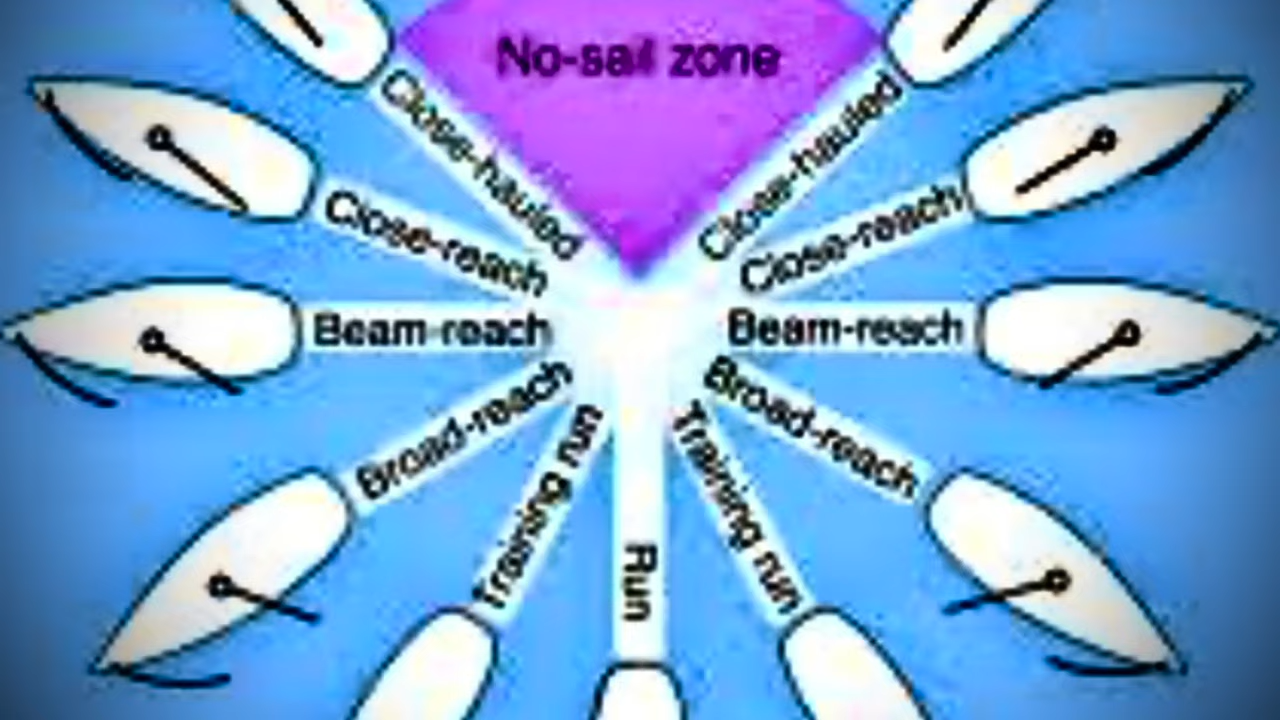 No-sail zone
Close-hauled
Close-hauled
Close-reach
Close-reach
Beam-reach
Beam-reach
Broad-reach
Broad-reach
Training run
Training run
Run